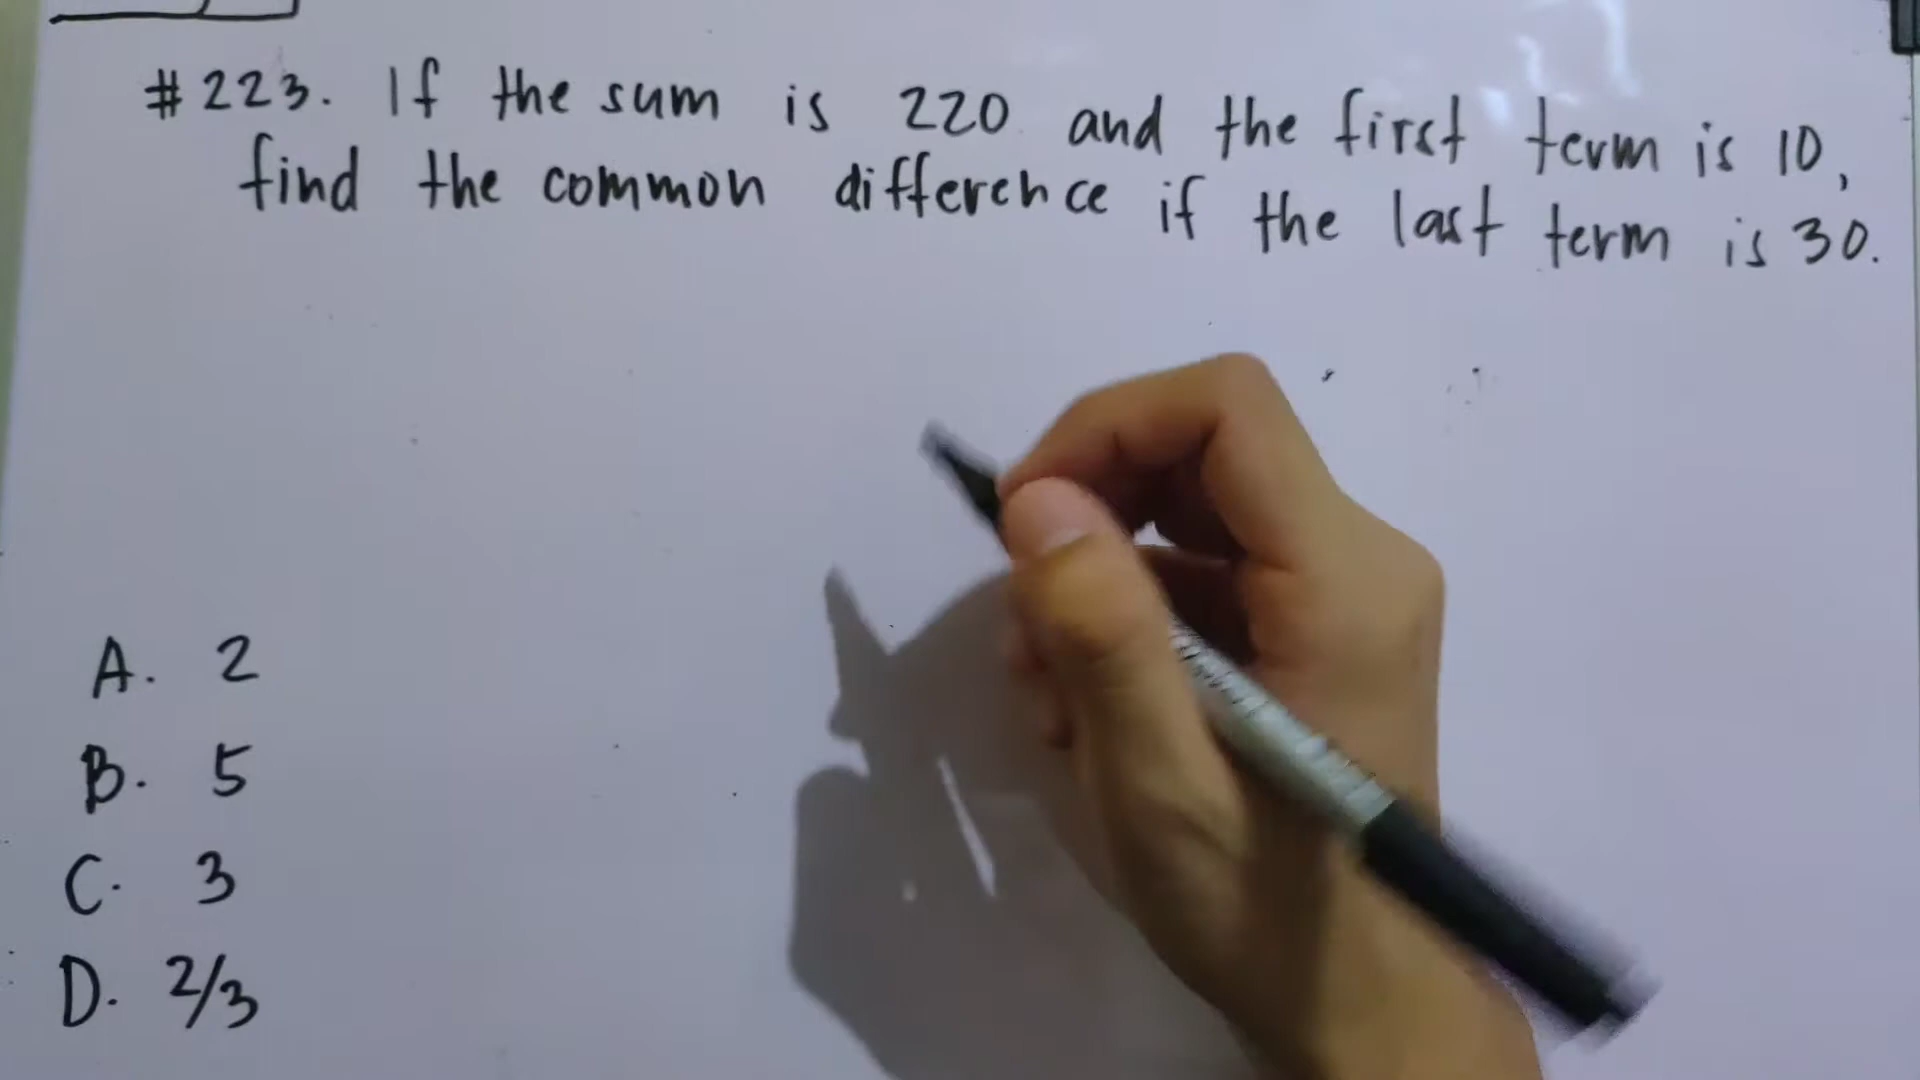 #223. If the sum is 220 and the first term is 10,
find the common difference if the last term is 30.
A. 2
B. 5
C. 3
D. 2/3